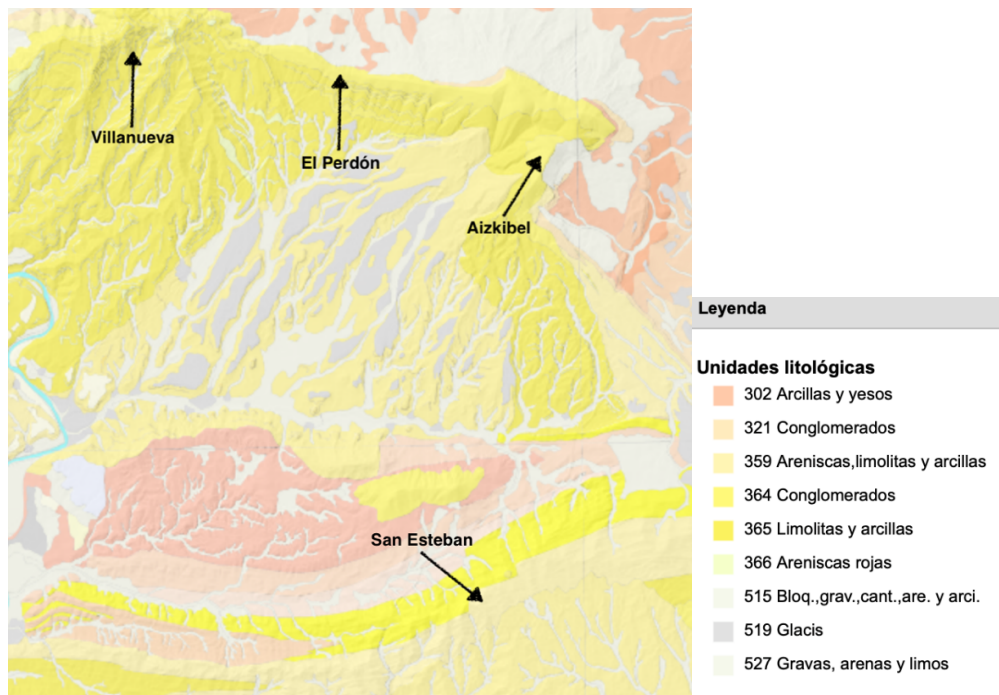 Villanueva
El Perdón
Aizkibel
San Esteban
Leyenda
Unidades litológicas
302 Arcillas y yesos
321 Conglomerados
359 Areniscas,limolitas y arcillas
364 Conglomerados
365 Limolitas y arcillas
366 Areniscas rojas
515 Bloq.,grav.,cant.,are. y arci.
519 Glacis
527 Gravas, arenas y limos